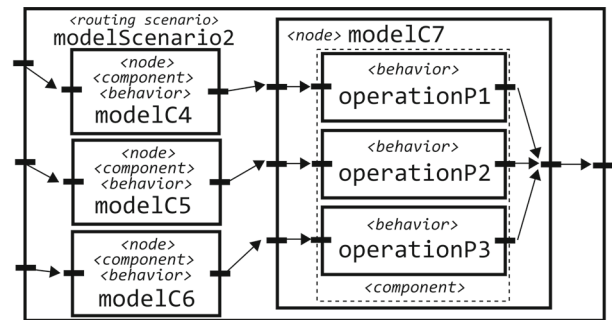 <routing scenario>
modelScenario2
<node>
<component>
<behavior>
modelC4
<node>
<component>
<behavior>
modelC5
<node>
<component>
<behavior>
modelC6
<node> modelC7
<behavior>
operationP1
<behavior>
operationP2
<behavior>
operationP3
<component>